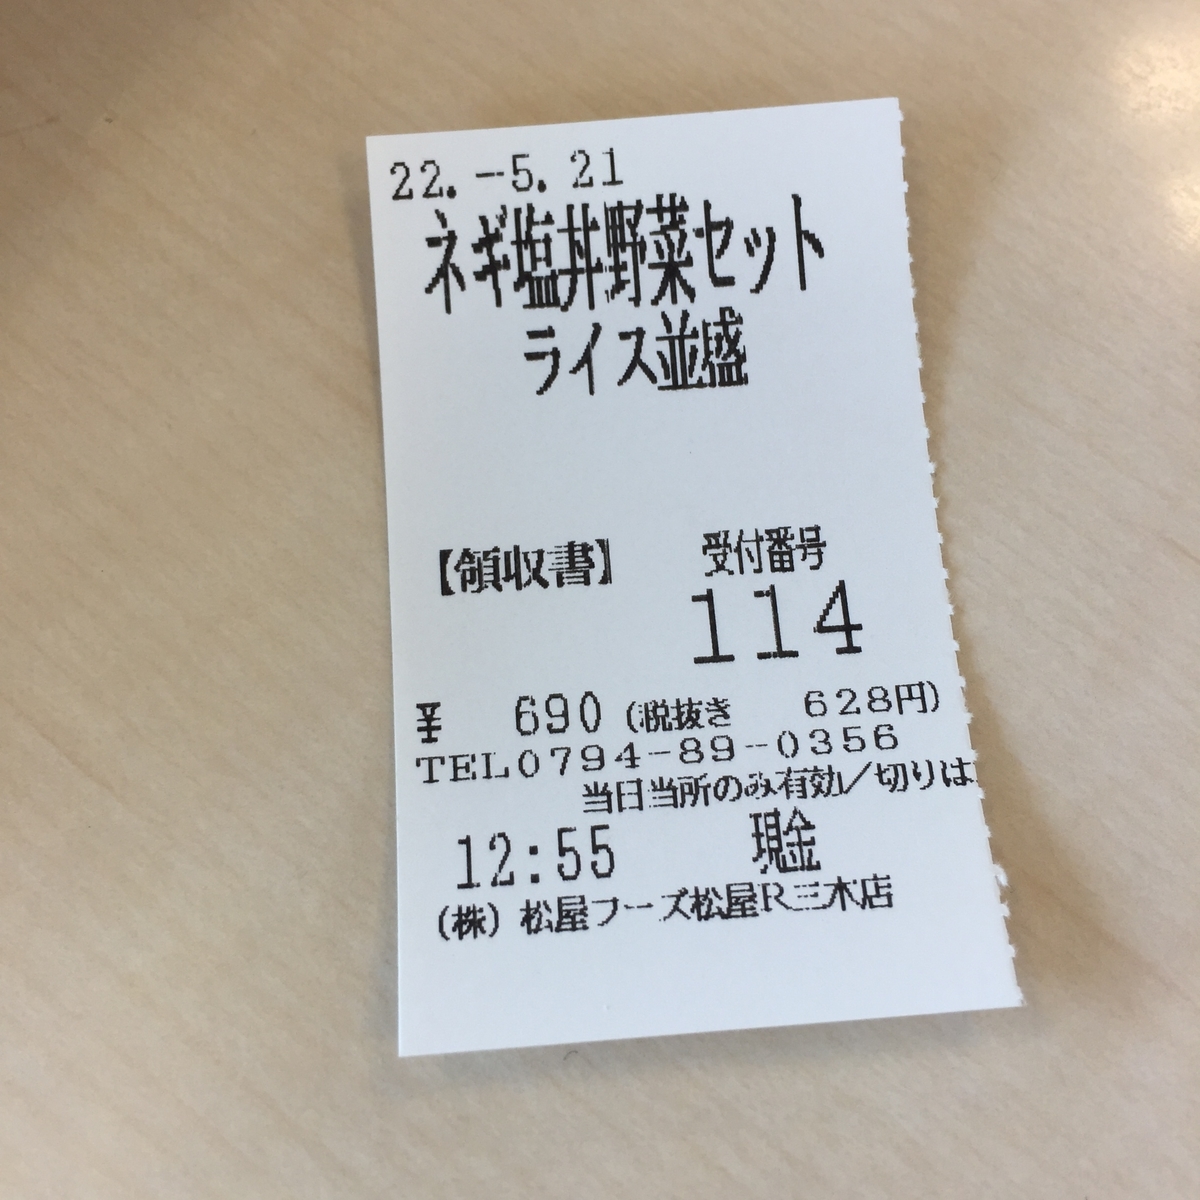 22.-5.21
ネギ塩丼野菜セット
ライス並盛
【領収書】 受付番号
114
¥ 690(税抜き 628円)
TEL0794-89-0356
当日当所のみ有効/切りは
12:55 現金
(株)松屋フーズ松屋R三木店